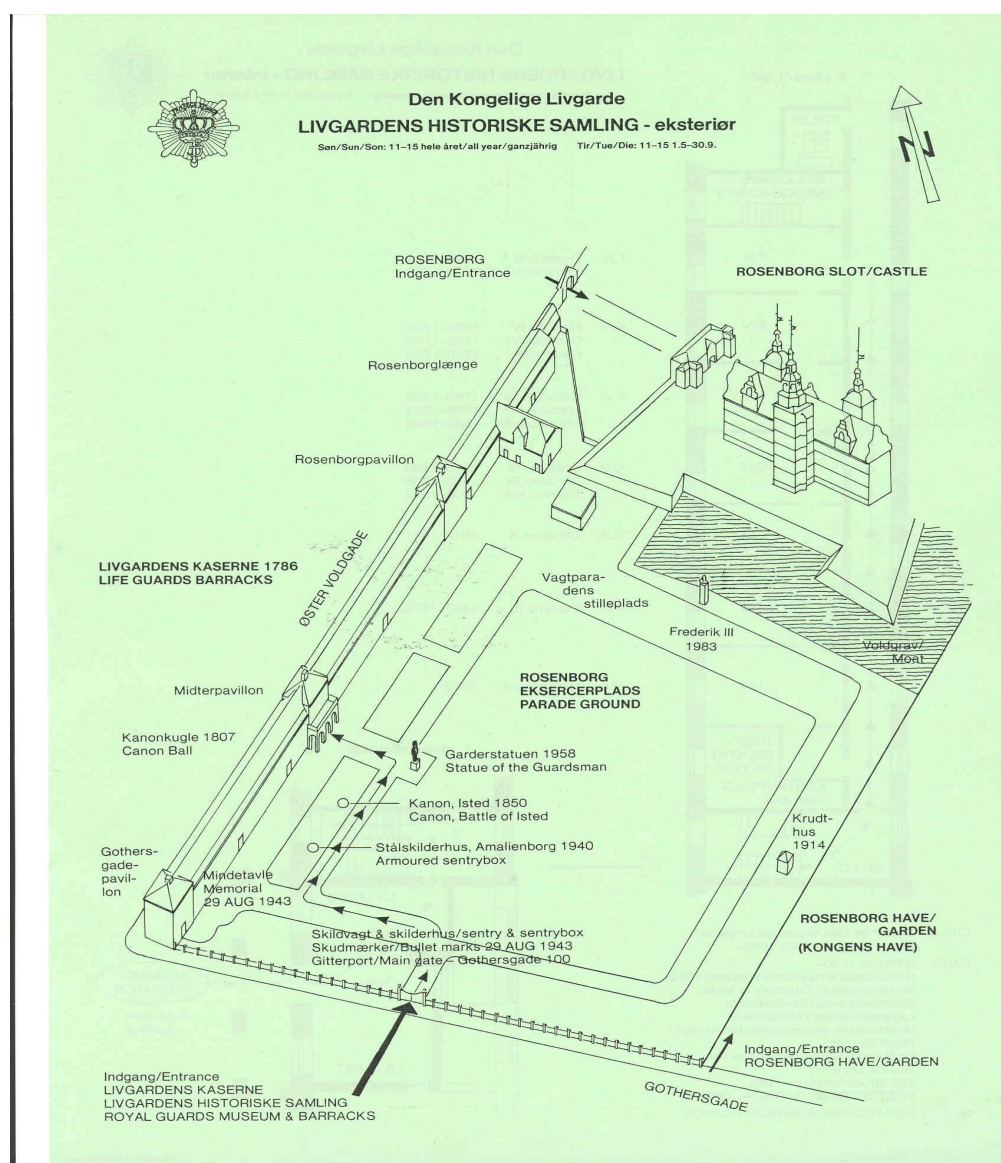 Den Kongelige Livgarde
LIVGARDENS HISTORISKE SAMLING - eksteriør
Søn/Sun/Son: 11–15 hele året/all year/ganzjährig Tir/Tue/Die: 11–15 1.5–30.9.
N
ROSENBORG
Indgang/Entrance
ROSENBORG SLOT/CASTLE
Rosenborglænge
Rosenborgpavillon
LIVGARDENS KASERNE 1786
LIFE GUARDS BARRACKS
ØSTER VOLDGADE
Vagtpara-
dens
stilleplads
Frederik III
1983
Voldgrav/
Moat
Midterpavillon
ROSENBORG
EKSERCERPLADS
PARADE GROUND
Kanonkugle 1807
Canon Ball
Garderstatuen 1958
Statue of the Guardsman
Kanon, Isted 1850
Canon, Battle of Isted
Krudt-
hus
1914
Stålskilderhus, Amalienborg 1940
Armoured sentrybox
Gothers-
gade-
pavil-
lon
Mindetavle
Memorial
29 AUG 1943
ROSENBORG HAVE/
GARDEN
(KONGENS HAVE)
Skildvagt & skilderhus/sentry & sentrybox
Skudmærker/Bullet marks 29 AUG 1943
Gitterport/Main gate – Gothersgade 100
Indgang/Entrance
ROSENBORG HAVE/GARDEN
GOTHERSGADE
Indgang/Entrance
LIVGARDENS KASERNE
LIVGARDENS HISTORISKE SAMLING
ROYAL GUARDS MUSEUM & BARRACKS